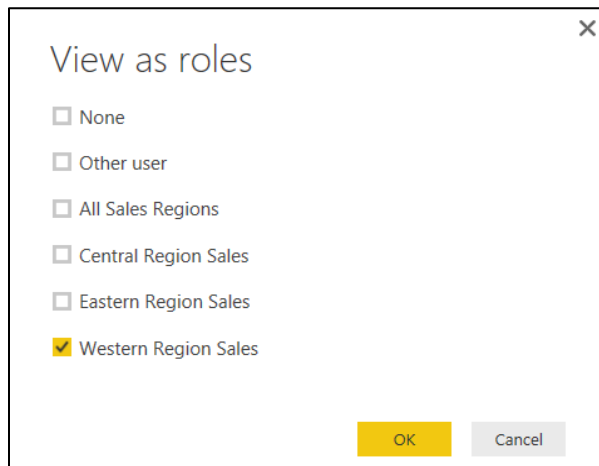 View as roles
None
Other user
All Sales Regions
Central Region Sales
Eastern Region Sales
Western Region Sales
OK Cancel